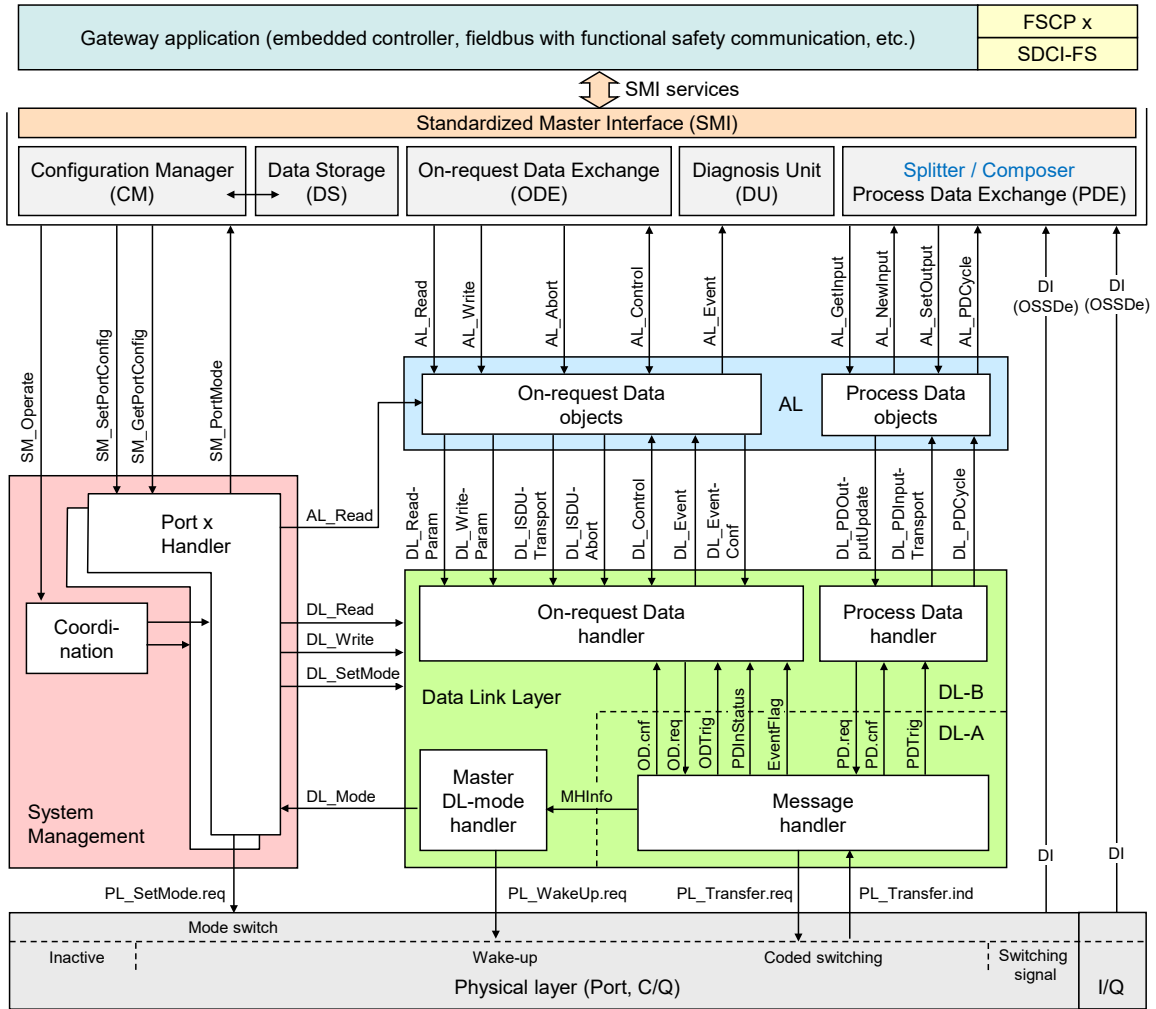 Gateway application (embedded controller, fieldbus with functional safety communication, etc.)
FSCP x
SDCI-FS
SMI services
Standardized Master Interface (SMI)
Configuration Manager
(CM)
Data Storage
(DS)
On-request Data Exchange
(ODE)
Diagnosis Unit
(DU)
Splitter / Composer
Process Data Exchange (PDE)
SM_Operate
SM_SetPortConfig
SM_GetPortConfig
SM_PortMode
AL_Read
AL_Write
AL_Abort
AL_Control
AL_Event
AL_GetInput
AL_NewInput
AL_SetOutput
AL_PDCycle
DI
(OSSDe)
DI
(OSSDe)
On-request Data
objects
AL
Process Data
objects
Port x
Handler
AL_Read
DL_Read-
Param
DL_Write-
Param
DL_ISDU-
Transport
DL_ISDU-
Abort
DL_Control
DL_Event
DL_Event-
Conf
DL_PDOut-
putUpdate
DL_PDInput-
Transport
DL_PDCycle
Coordi-
nation
DL_Read
DL_Write
DL_SetMode
On-request Data
handler
Process Data
handler
Data Link Layer
DL-B
DL-A
OD.cnf
OD.req
ODTrig
PDInStatus
EventFlag
PD.req
PD.cnf
PDTrig
System
Management
DL_Mode
Master
DL-mode
handler
MHInfo
Message
handler
DI
DI
PL_SetMode.req
PL_WakeUp.req
PL_Transfer.req
PL_Transfer.ind
Mode switch
Inactive
Wake-up
Coded switching
Switching
signal
Physical layer (Port, C/Q)
I/Q